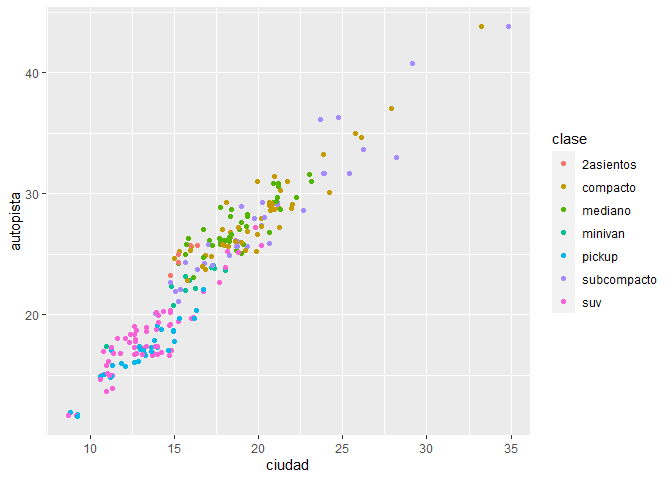 40
30
20
autopista
10
15
20
25
30
35
ciudad
clase
2asientos
compacto
mediano
minivan
pickup
subcompacto
suv